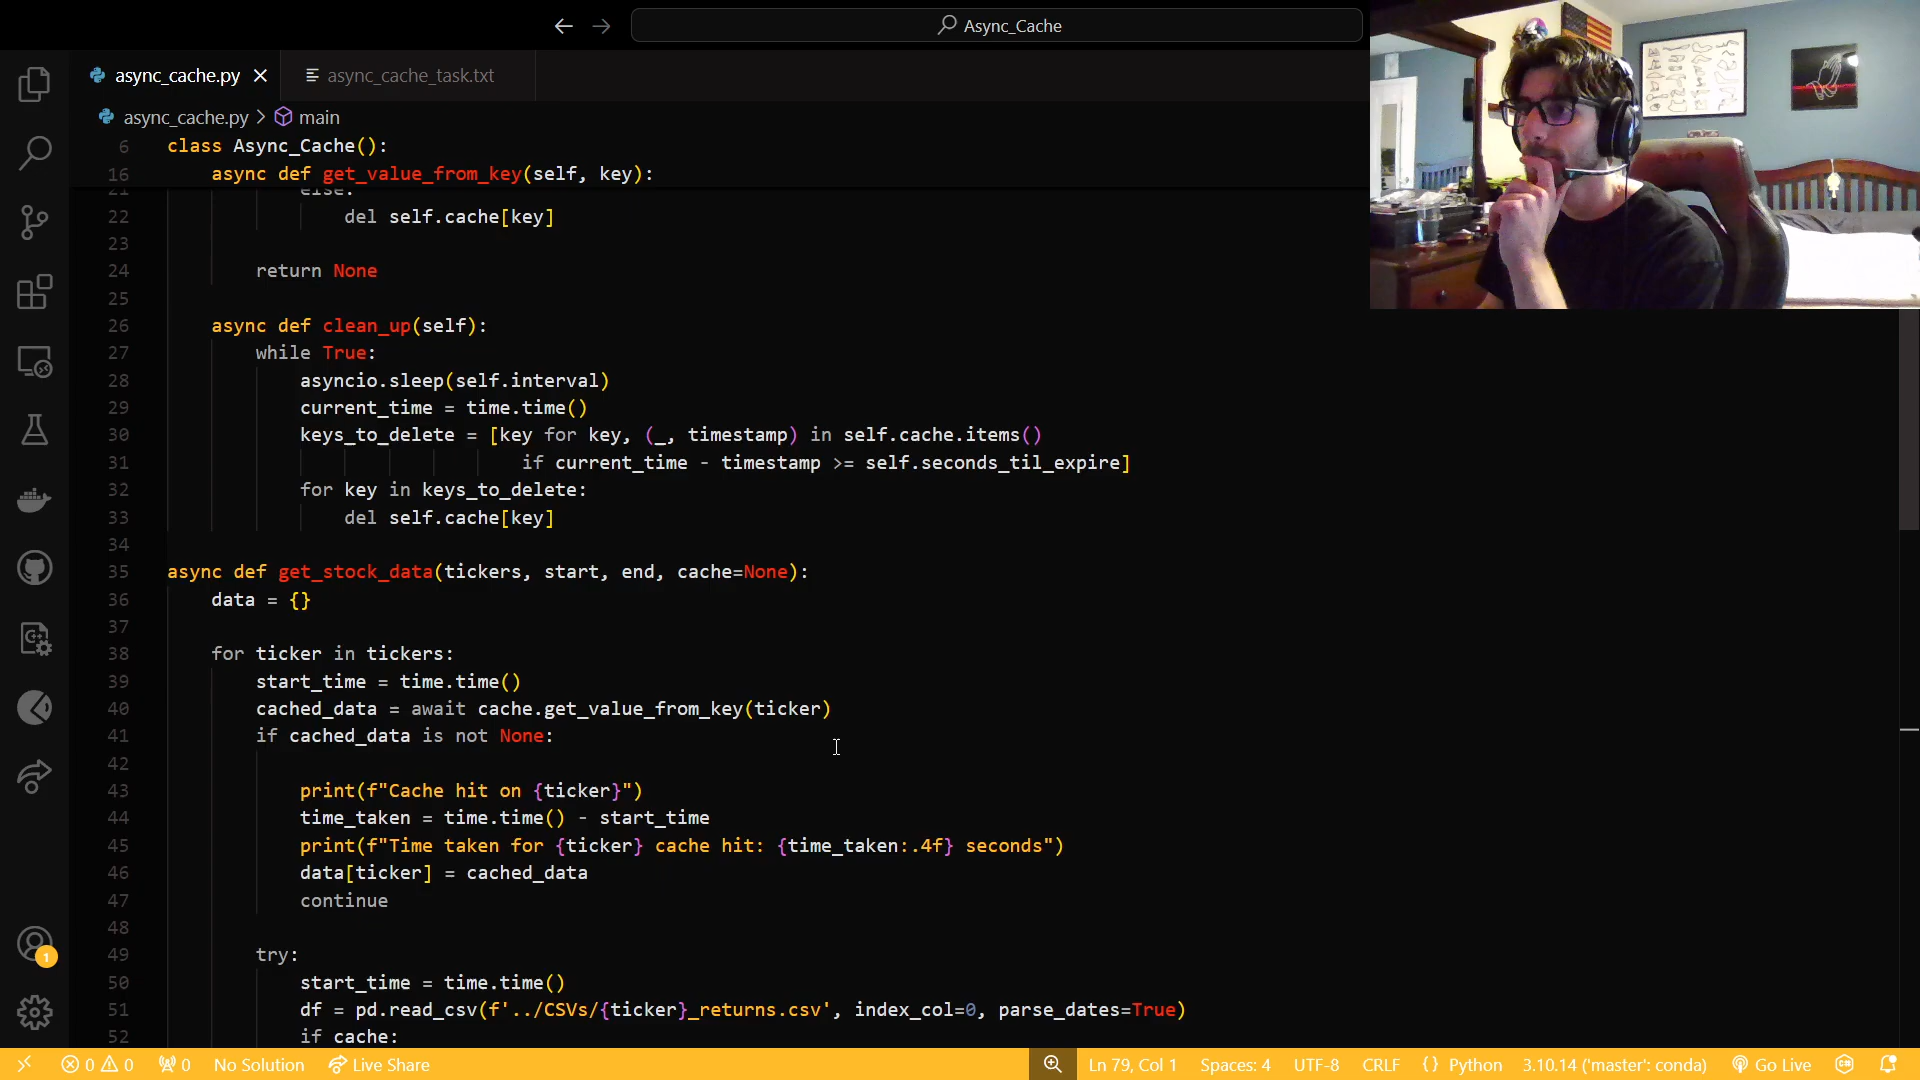 Async_Cache
async_cache.py
async_cache_task.txt
async_cache.py > main
6 class Async_Cache():
16 async def get_value_from_key(self, key):
21 else:
22 del self.cache[key]
23
24 return None
25
26 async def clean_up(self):
27 while True:
28 asyncio.sleep(self.interval)
29 current_time = time.time()
30 keys_to_delete = [key for key, (_, timestamp) in self.cache.items()
31 if current_time - timestamp >= self.seconds_til_expire]
32 for key in keys_to_delete:
33 del self.cache[key]
34
35 async def get_stock_data(tickers, start, end, cache=None):
36 data = {}
37
38 for ticker in tickers:
39 start_time = time.time()
40 cached_data = await cache.get_value_from_key(ticker)
41 if cached_data is not None:
42
43 print(f"Cache hit on {ticker}")
44 time_taken = time.time() - start_time
45 print(f"Time taken for {ticker} cache hit: {time_taken:.4f} seconds")
46 data[ticker] = cached_data
47 continue
48
49 try:
50 start_time = time.time()
51 df = pd.read_csv(f'../CSVs/{ticker}_returns.csv', index_col=0, parse_dates=True)
52 if cache:
1
0 0 0 No Solution Live Share Ln 79, Col 1 Spaces: 4 UTF-8 CRLF {} Python 3.10.14 ('master': conda) Go Live